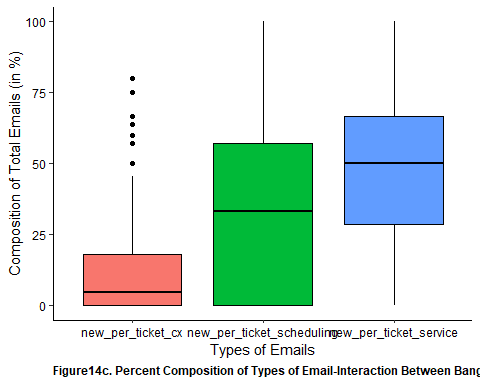 100
75
50
25
0
Composition of Total Emails (in %)
new_per_ticket_cx new_per_ticket_scheduling new_per_ticket_service
Types of Emails
Figure14c. Percent Composition of Types of Email-Interaction Between Bang